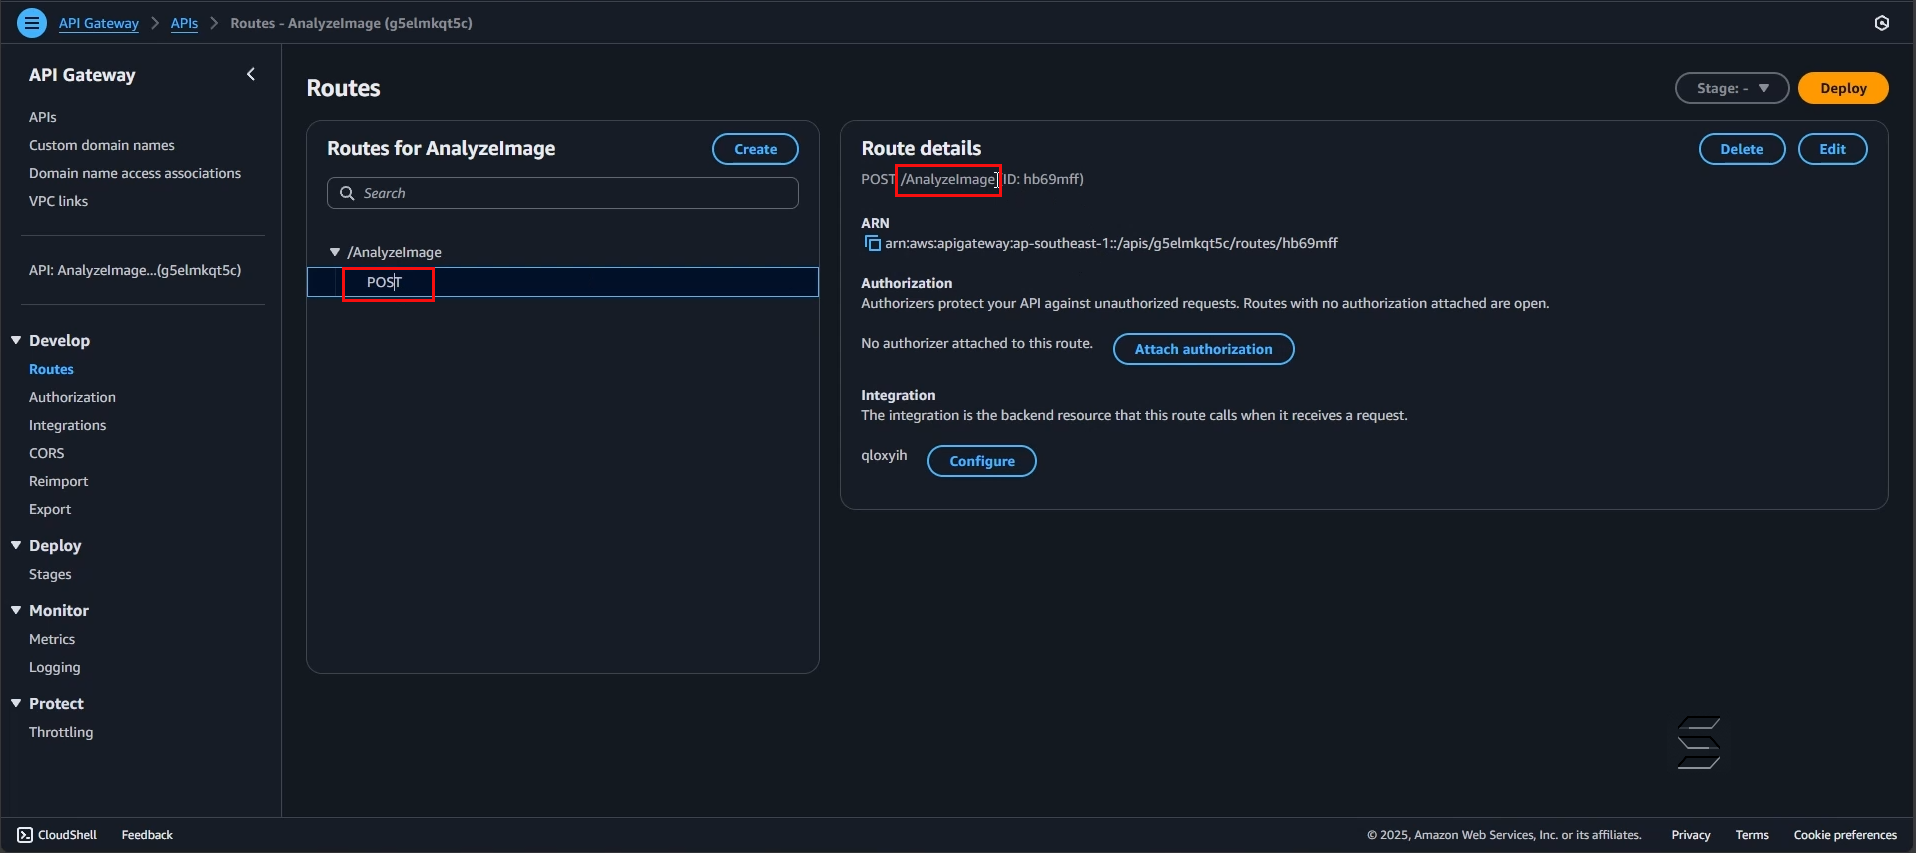 API Gateway > APIs > Routes - AnalyzeImage (g5elmkqt5c)
API Gateway
APIs
Custom domain names
Domain name access associations
VPC links
API: AnalyzeImage...(g5elmkqt5c)
Develop
Routes
Authorization
Integrations
CORS
Reimport
Export
Deploy
Stages
Monitor
Metrics
Logging
Protect
Throttling
Routes
Stage: -
Deploy
Routes for AnalyzeImage
Create
Search
/AnalyzeImage
POST
Route details
Delete
Edit
POST /AnalyzeImage ID: hb69mff)
ARN
arn:aws:apigateway:ap-southeast-1::/apis/g5elmkqt5c/routes/hb69mff
Authorization
Authorizers protect your API against unauthorized requests. Routes with no authorization attached are open.
No authorizer attached to this route.
Attach authorization
Integration
The integration is the backend resource that this route calls when it receives a request.
qloxyih
Configure
CloudShell
Feedback
© 2025, Amazon Web Services, Inc. or its affiliates.
Privacy
Terms
Cookie preferences